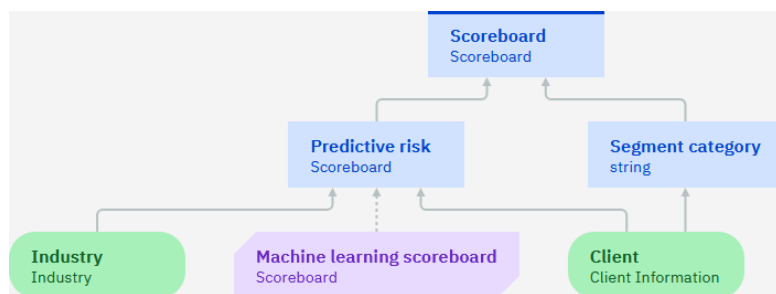 Scoreboard
Scoreboard
Predictive risk
Scoreboard
Segment category
string
Industry
Industry
Machine learning scoreboard
Scoreboard
Client
Client Information